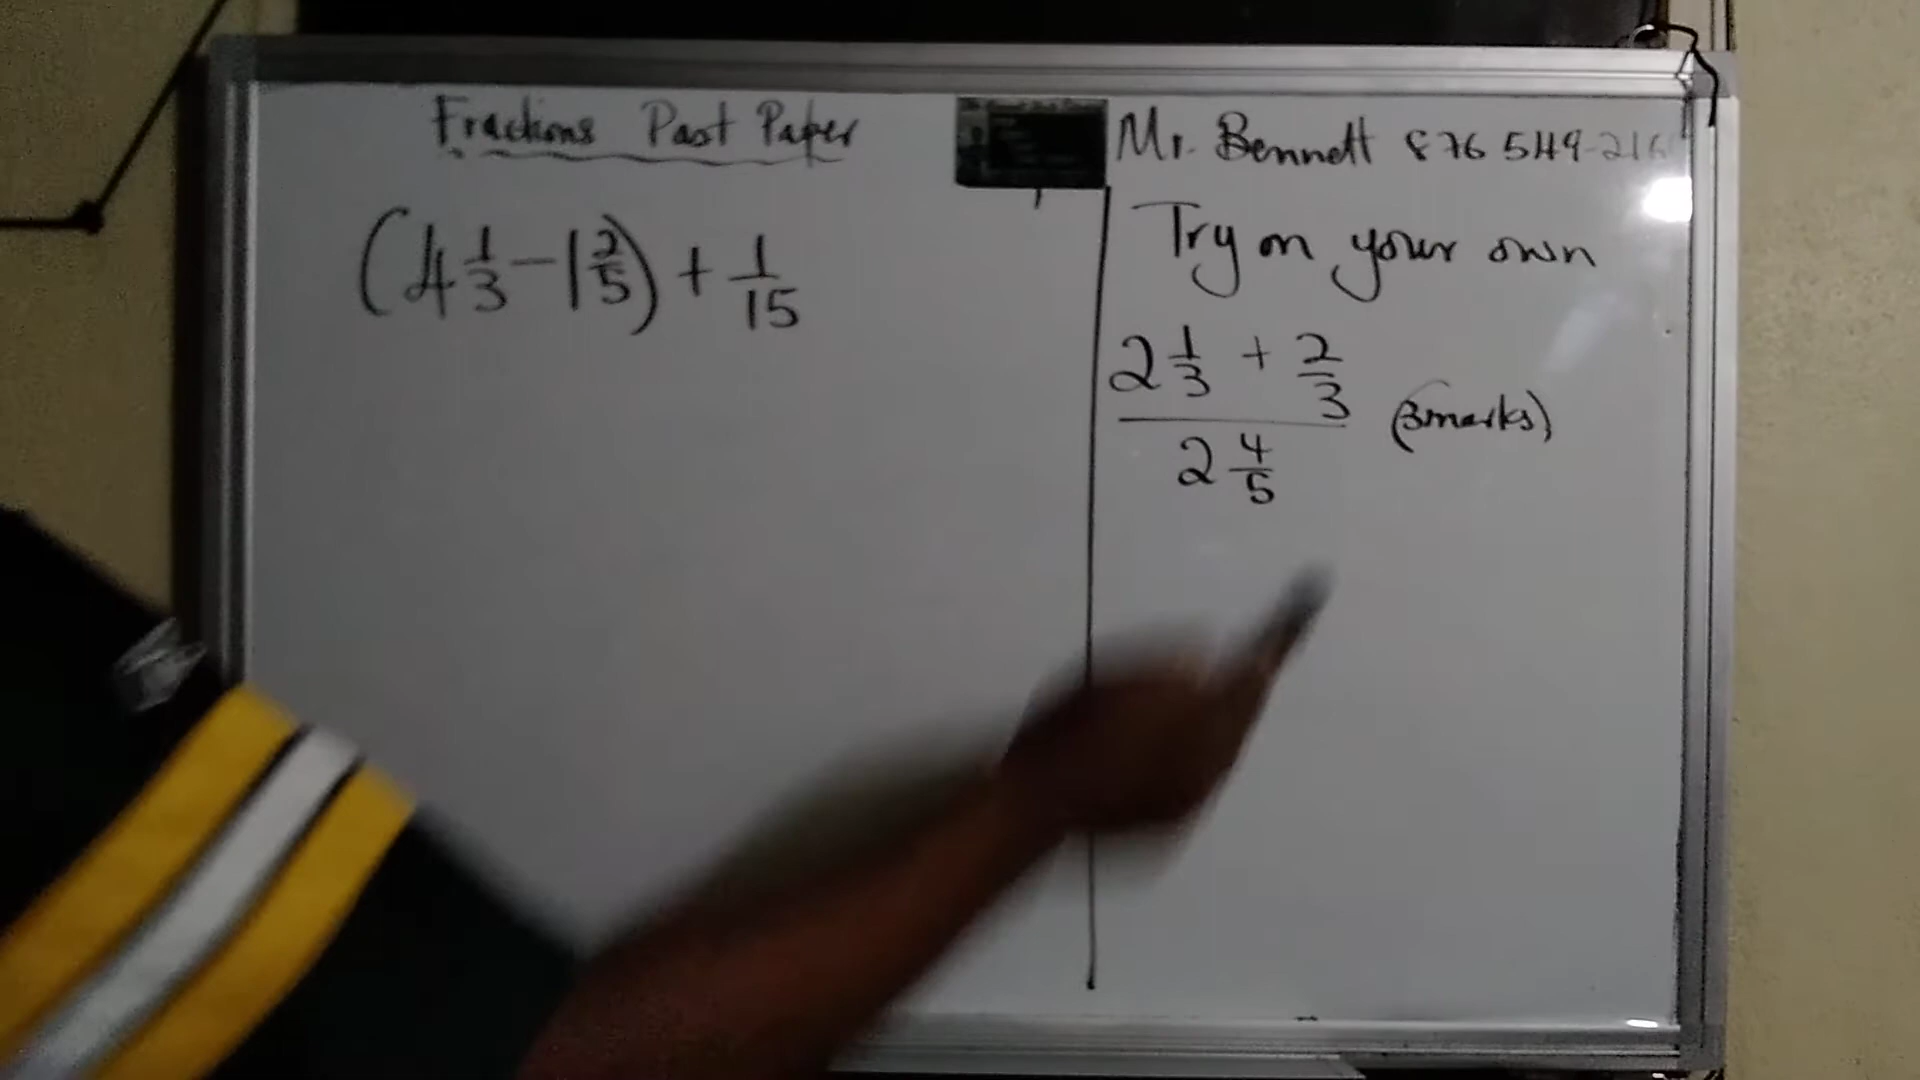 Fractions Past Paper
(4 1/3 - 1 2/5) + 1/15
Mr. Bennett 876 549-216
Try on your own
2 1/3 + 2/3
2 4/5
(3marks)